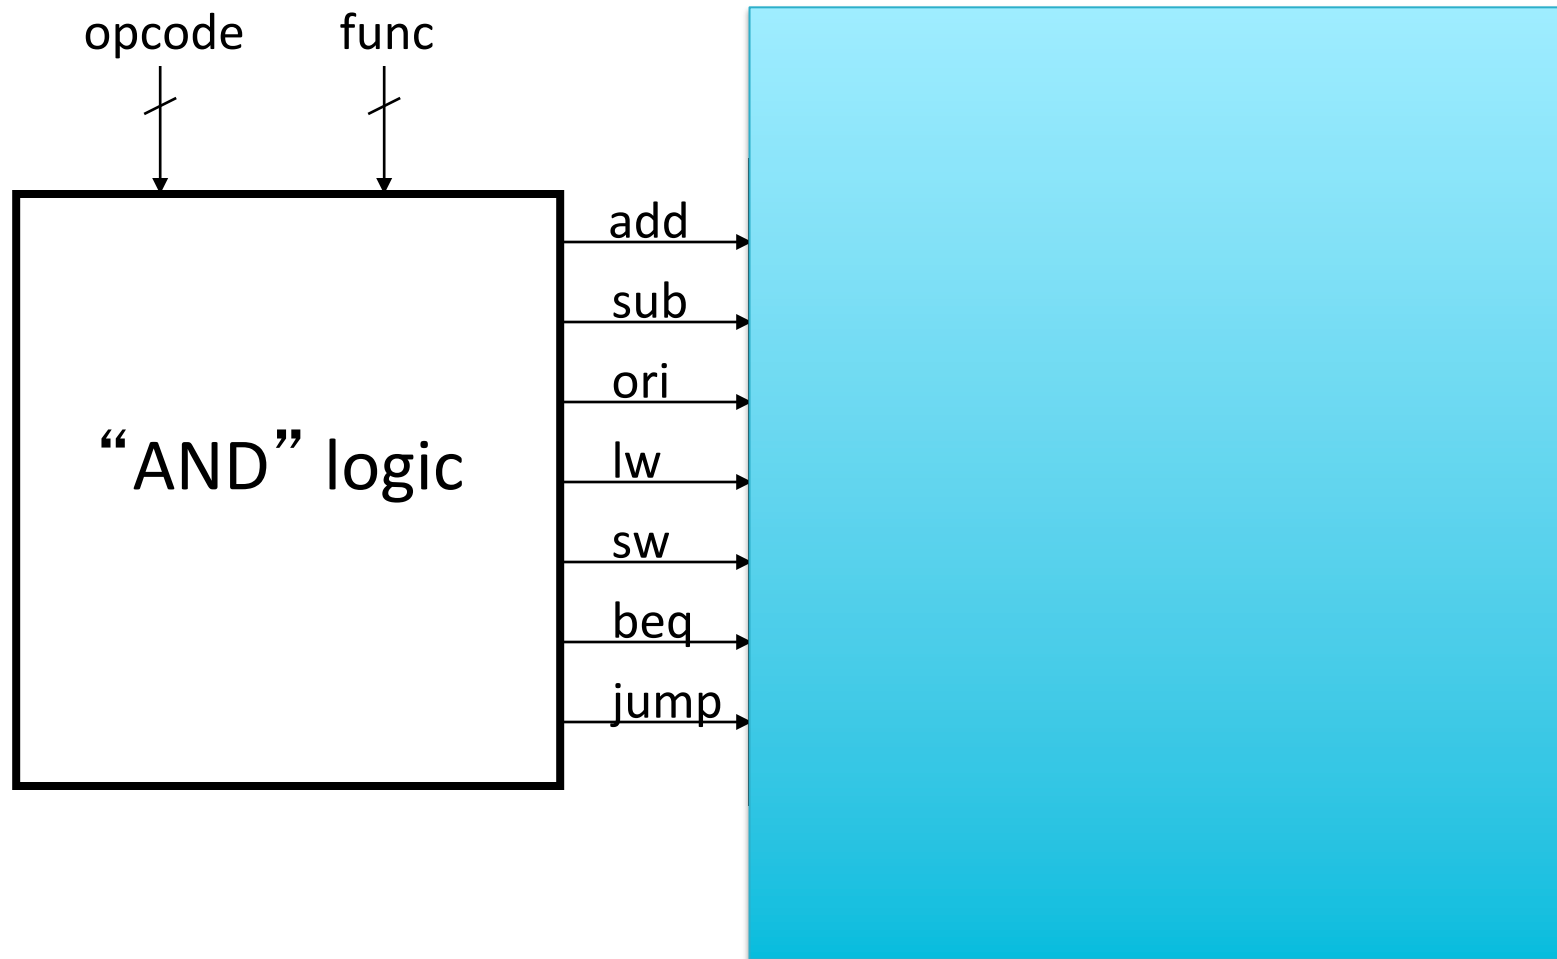 opcode func
add
sub
ori
“AND” logic
lw
sw
beq
jump